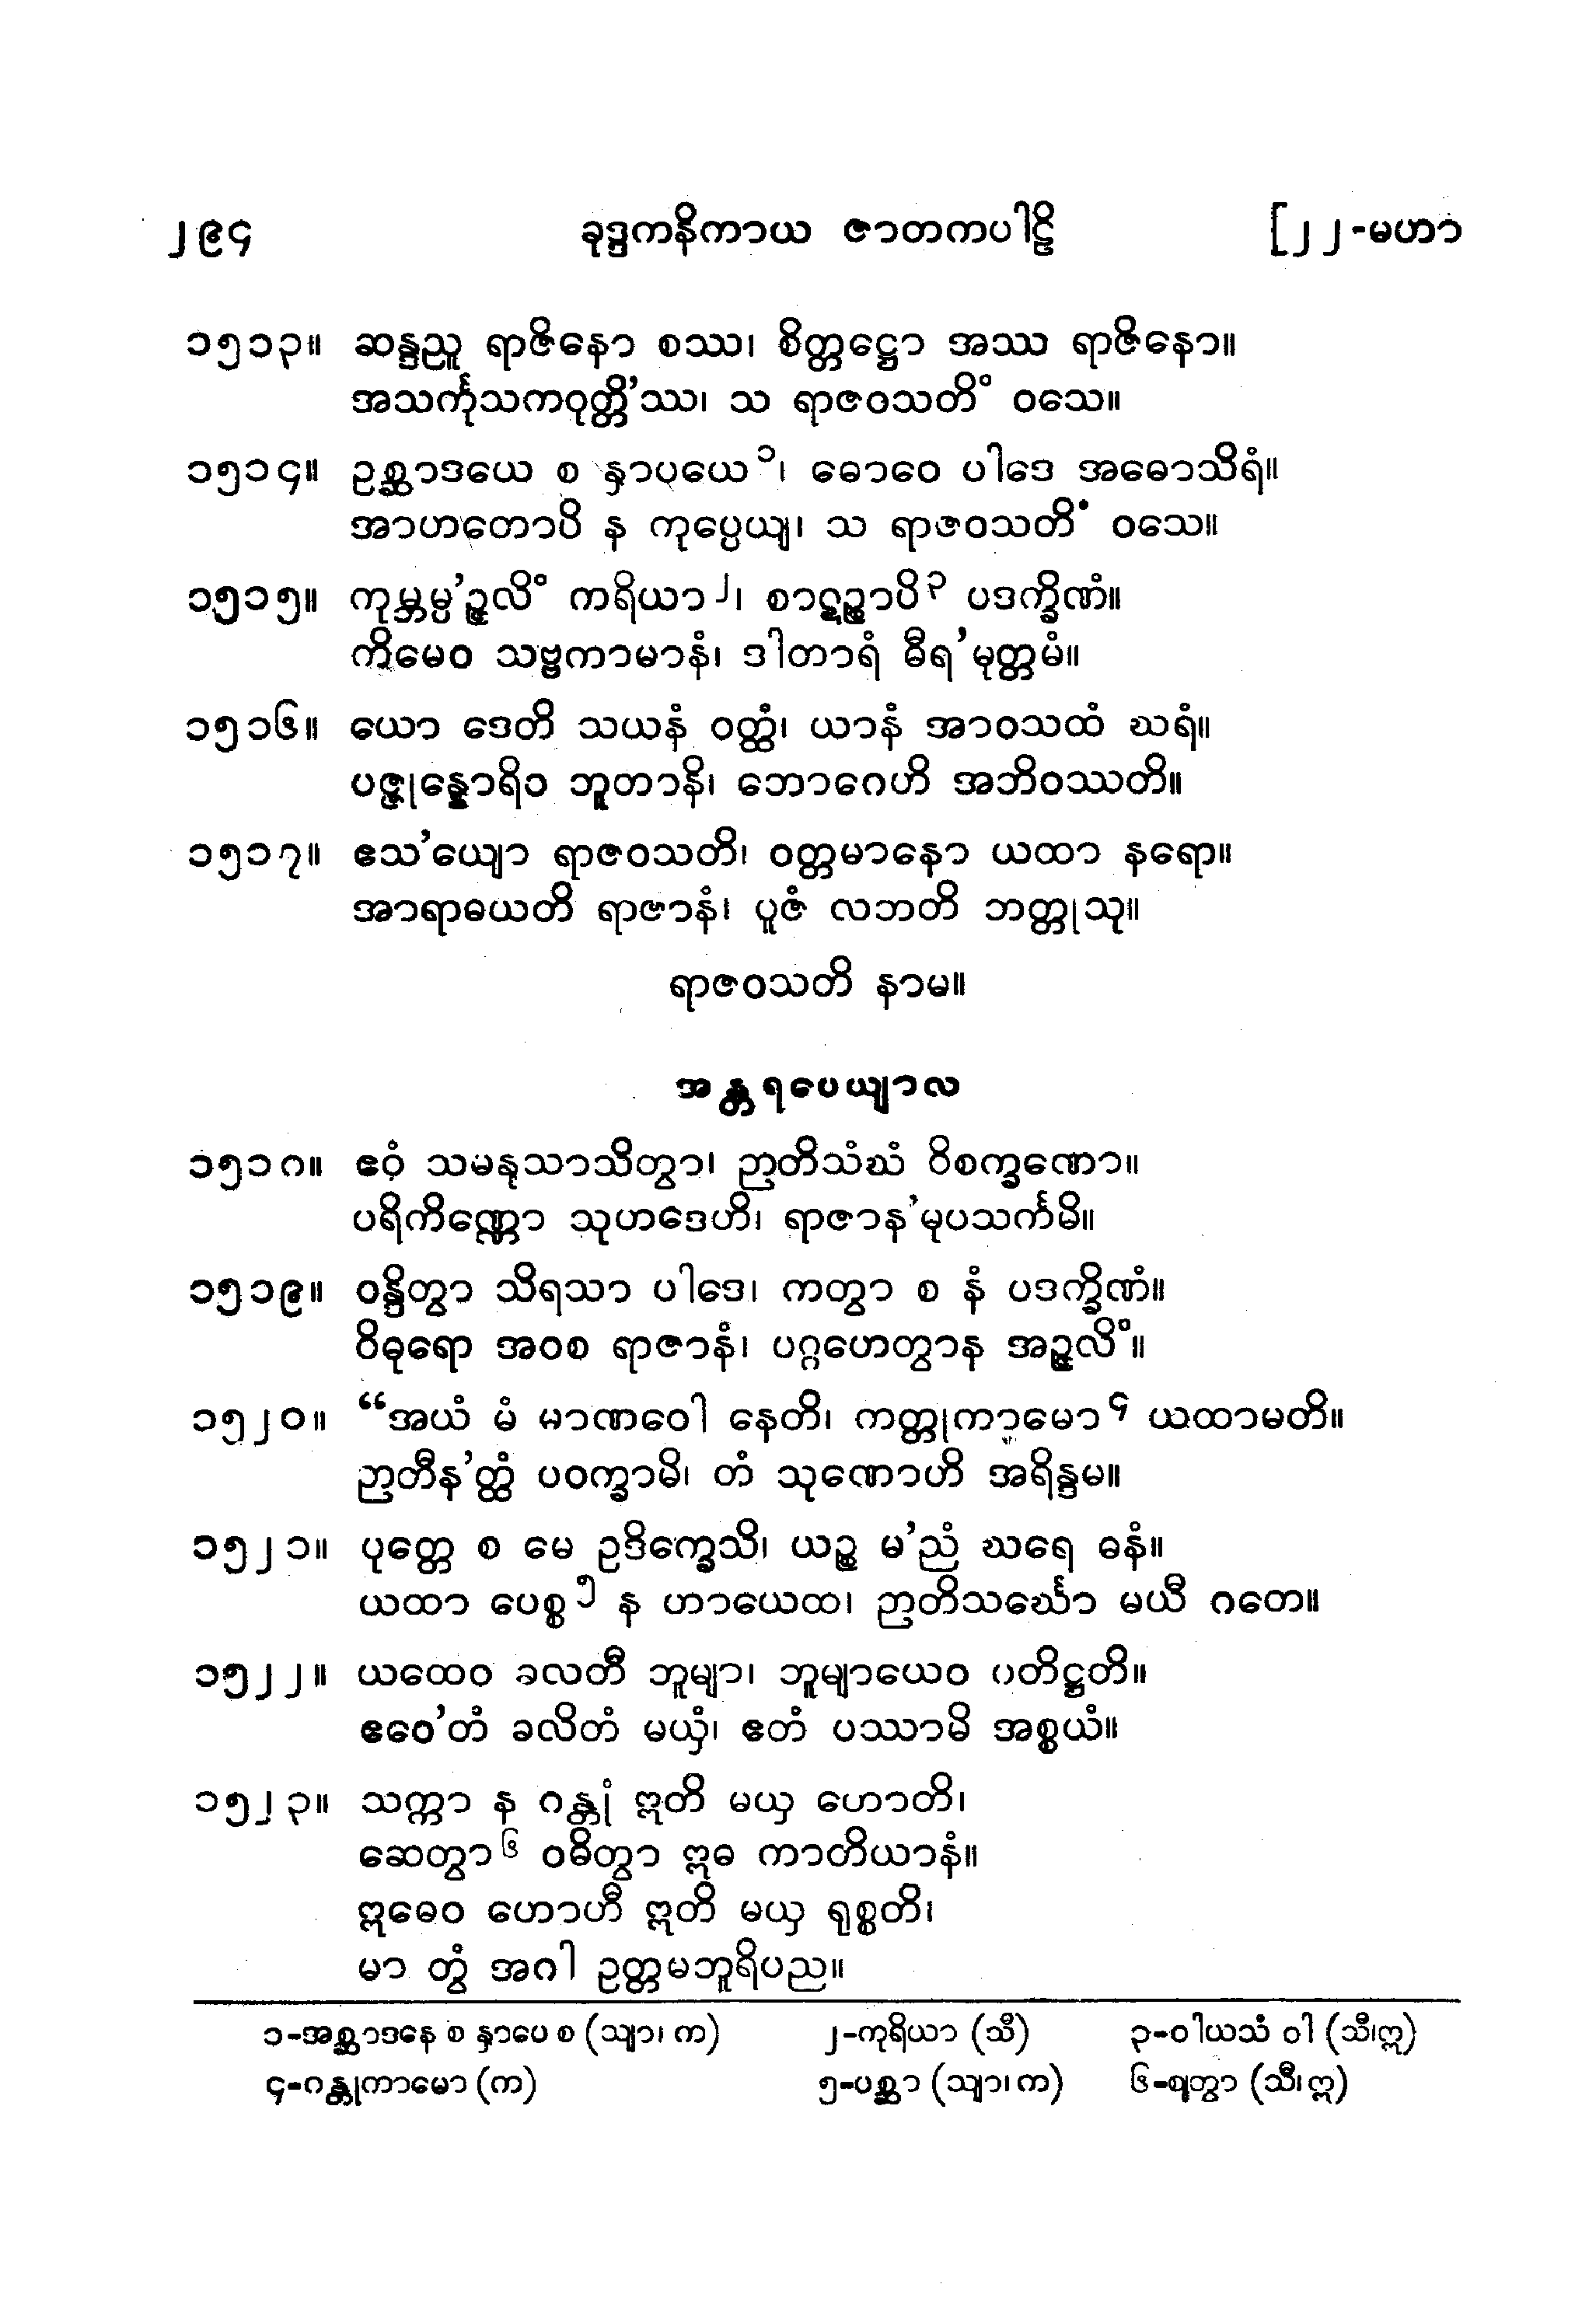 ၂၉၄ ခုဒ္ဒကနိကာယ ဇာတကပါဠိ [၂၂-မဟာ
၁၅၁၃။ ဆန္ဒညူ ရာဇိနော စဿ၊ စိတ္တဋ္ဌော အဿ ရာဇိနော။
အသင်္ကုသကဝုတ္တိ’ဿ၊ သ ရာဇဝသတိံ ဝသေ။
၁၅၁၄။ ဥစ္ဆာဒယေ စ နှာပယေ ၁၊ ဓောဝေ ပါဒေ အဓောသိရံ။
အာဟတောပိ န ကုပ္ပေယျ၊ သ ရာဇဝသတိံ ဝသေ။
၁၅၁၅။ ကုမ္ဘမ္ပ’ဉ္ဇလိံ ကရိယာ ၂၊ စာဋဉ္စာပိ ၃ ပဒက္ခိဏံ။
ကိမေဝ သဗ္ဗကာမာနံ၊ ဒါတာရံ ဓီရ’မုတ္တမံ။
၁၅၁၆။ ယော ဒေတိ သယနံ ဝတ္ထံ၊ ယာနံ အာဝသထံ ဃရံ။
ပဇ္ဇုန္နောရိဝ ဘူတာနိ၊ ဘောဂေဟိ အဘိဝဿတိ။
၁၅၁၇။ ဧသ’ယျော ရာဇဝသတိ၊ ဝတ္တမာနော ယထာ နရော။
အာရာဓယတိ ရာဇာနံ၊ ပူဇံ လဘတိ ဘတ္တုသု။
ရာဇဝသတိ နာမ။
အန္တရပေယျာလ
၁၅၁၈။ ဧဝံ သမနုသာသိတွာ၊ ဉာတိသံဃံ ဝိစက္ခဏော။
ပရိကိဏ္ဏော သုဟဒေဟိ၊ ရာဇာန’မုပသင်္ကမိ။
၁၅၁၉။ ဝန္ဒိတွာ သိရသာ ပါဒေ၊ ကတွာ စ နံ ပဒက္ခိဏံ။
ဝိဓုရော အဝစ ရာဇာနံ၊ ပဂ္ဂဟေတွာန အဉ္ဇလိံ။
၁၅၂၀။ “အယံ မံ မာဏဝေါ နေတိ၊ ကတ္တုကာမော ၄ ယထာမတိ။
ဉာတီန’တ္ထံ ပဝက္ခာမိ၊ တံ သုဏောဟိ အရိန္ဒမ။
၁၅၂၁။ ပုတ္တေ စ မေ ဥဒိက္ခေသိ၊ ယဉ္စ မ’ညံ ဃရေ ဓနံ။
ယထာ ပေစ္စ ၅ န ဟာယေထ၊ ဉာတိသင်္ဃော မယီ ဂတေ။
၁၅၂၂။ ယထေဝ ခလတီ ဘူမျာ၊ ဘူမျာယေဝ ပတိဋ္ဌတိ။
ဧဝေ’တံ ခလိတံ မယှံ၊ ဧတံ ပဿာမိ အစ္စယံ။
၁၅၂၃။ သက္ကာ န ဂန္တုံ ဣတိ မယှ ဟောတိ၊
ဆေတွာ ၆ ဝဓိတွာ ဣဓ ကာတိယာနံ။
ဣဓေဝ ဟောဟီ ဣတိ မယှ ရုစ္စတိ၊
မာ တွံ အဂါ ဥတ္တမဘူရိပည။
၁-အစ္ဆာဒနေ စ နှာပေ စ (သျာ၊ က) ၂-ကုရိယာ (သီ) ၃-ဝါယသံ ဝါ (သီ၊ဣ)
၄-ဂန္တုကာမော (က) ၅-ပစ္ဆာ (သျာ၊ က) ၆-ဈတွာ (သီ၊ ဣ)